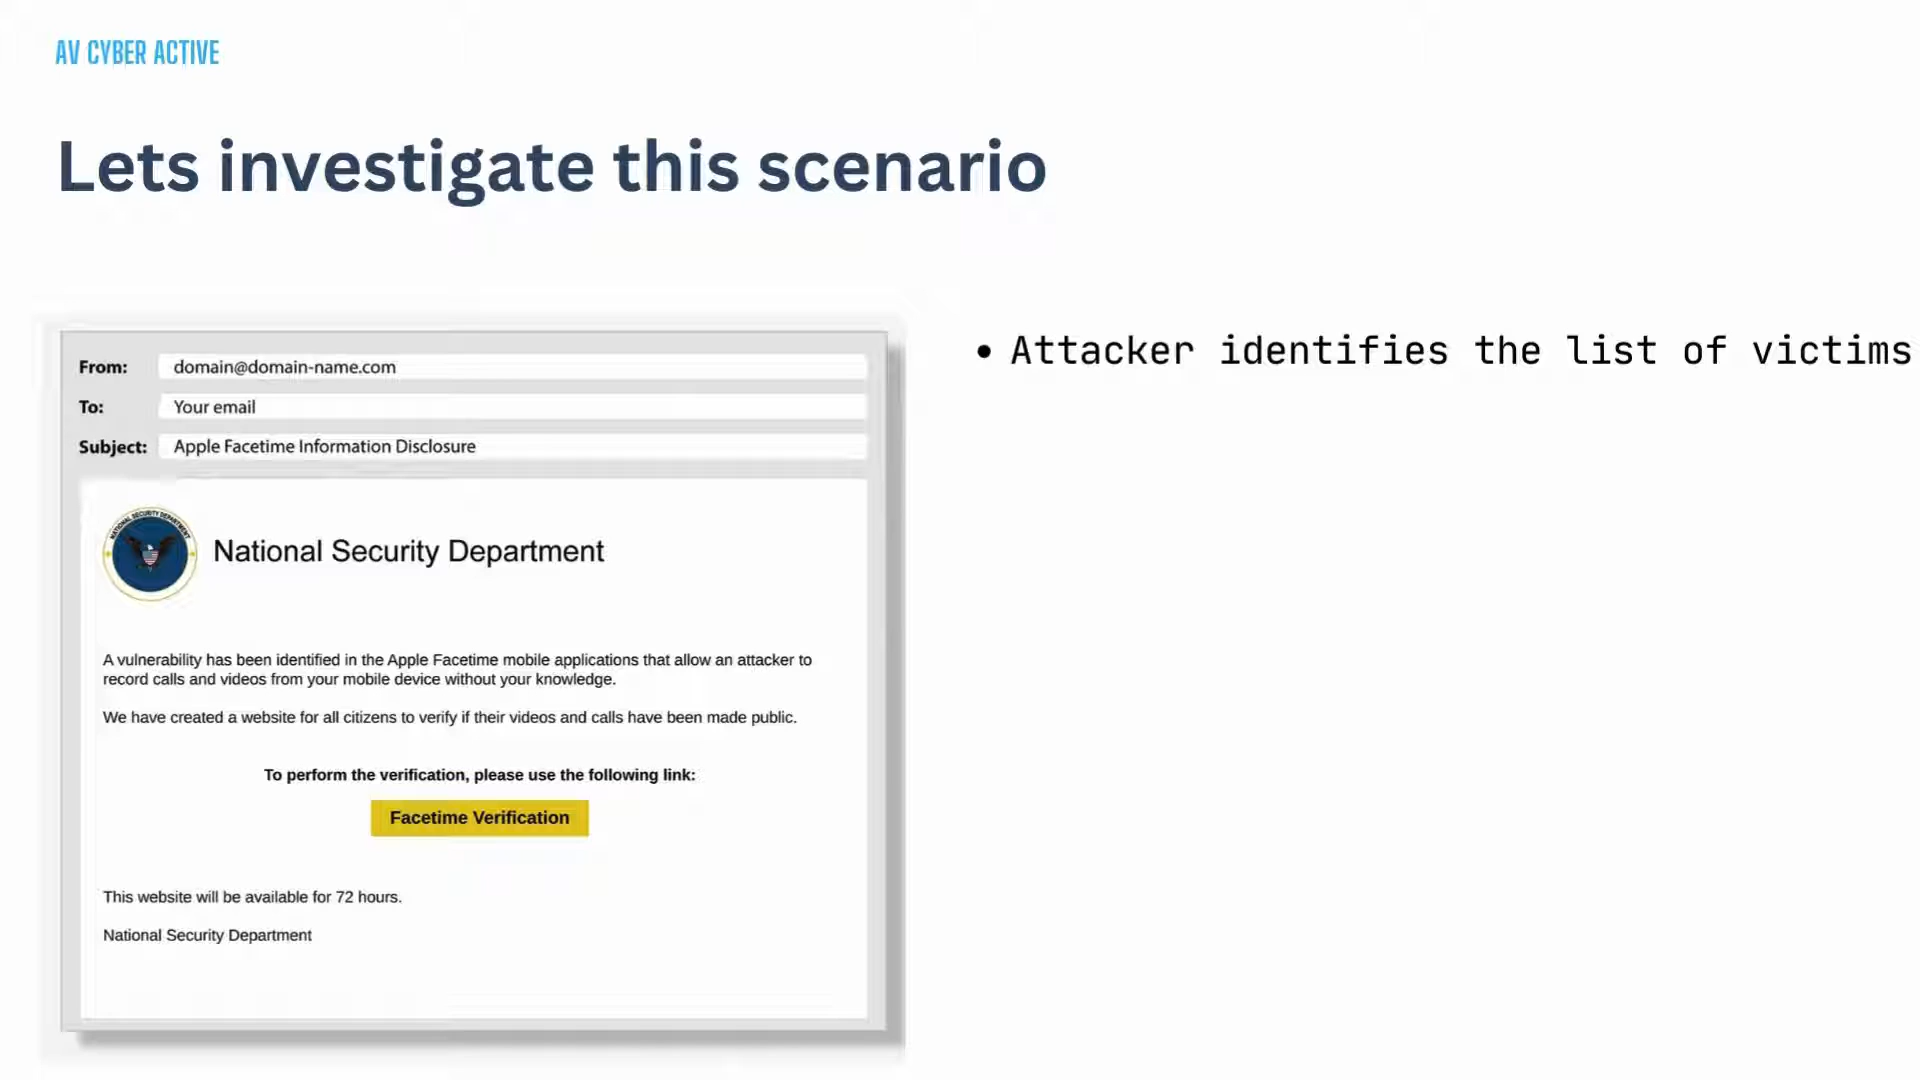 AV CYBER ACTIVE
Lets investigate this scenario
From: domain@domain-name.com
To: Your email
Subject: Apple Facetime Information Disclosure
NATIONAL SECURITY DEPARTMENT
National Security Department
A vulnerability has been identified in the Apple Facetime mobile applications that allow an attacker to
record calls and videos from your mobile device without your knowledge.
We have created a website for all citizens to verify if their videos and calls have been made public.
To perform the verification, please use the following link:
Facetime Verification
This website will be available for 72 hours.
National Security Department
• Attacker identifies the list of victims